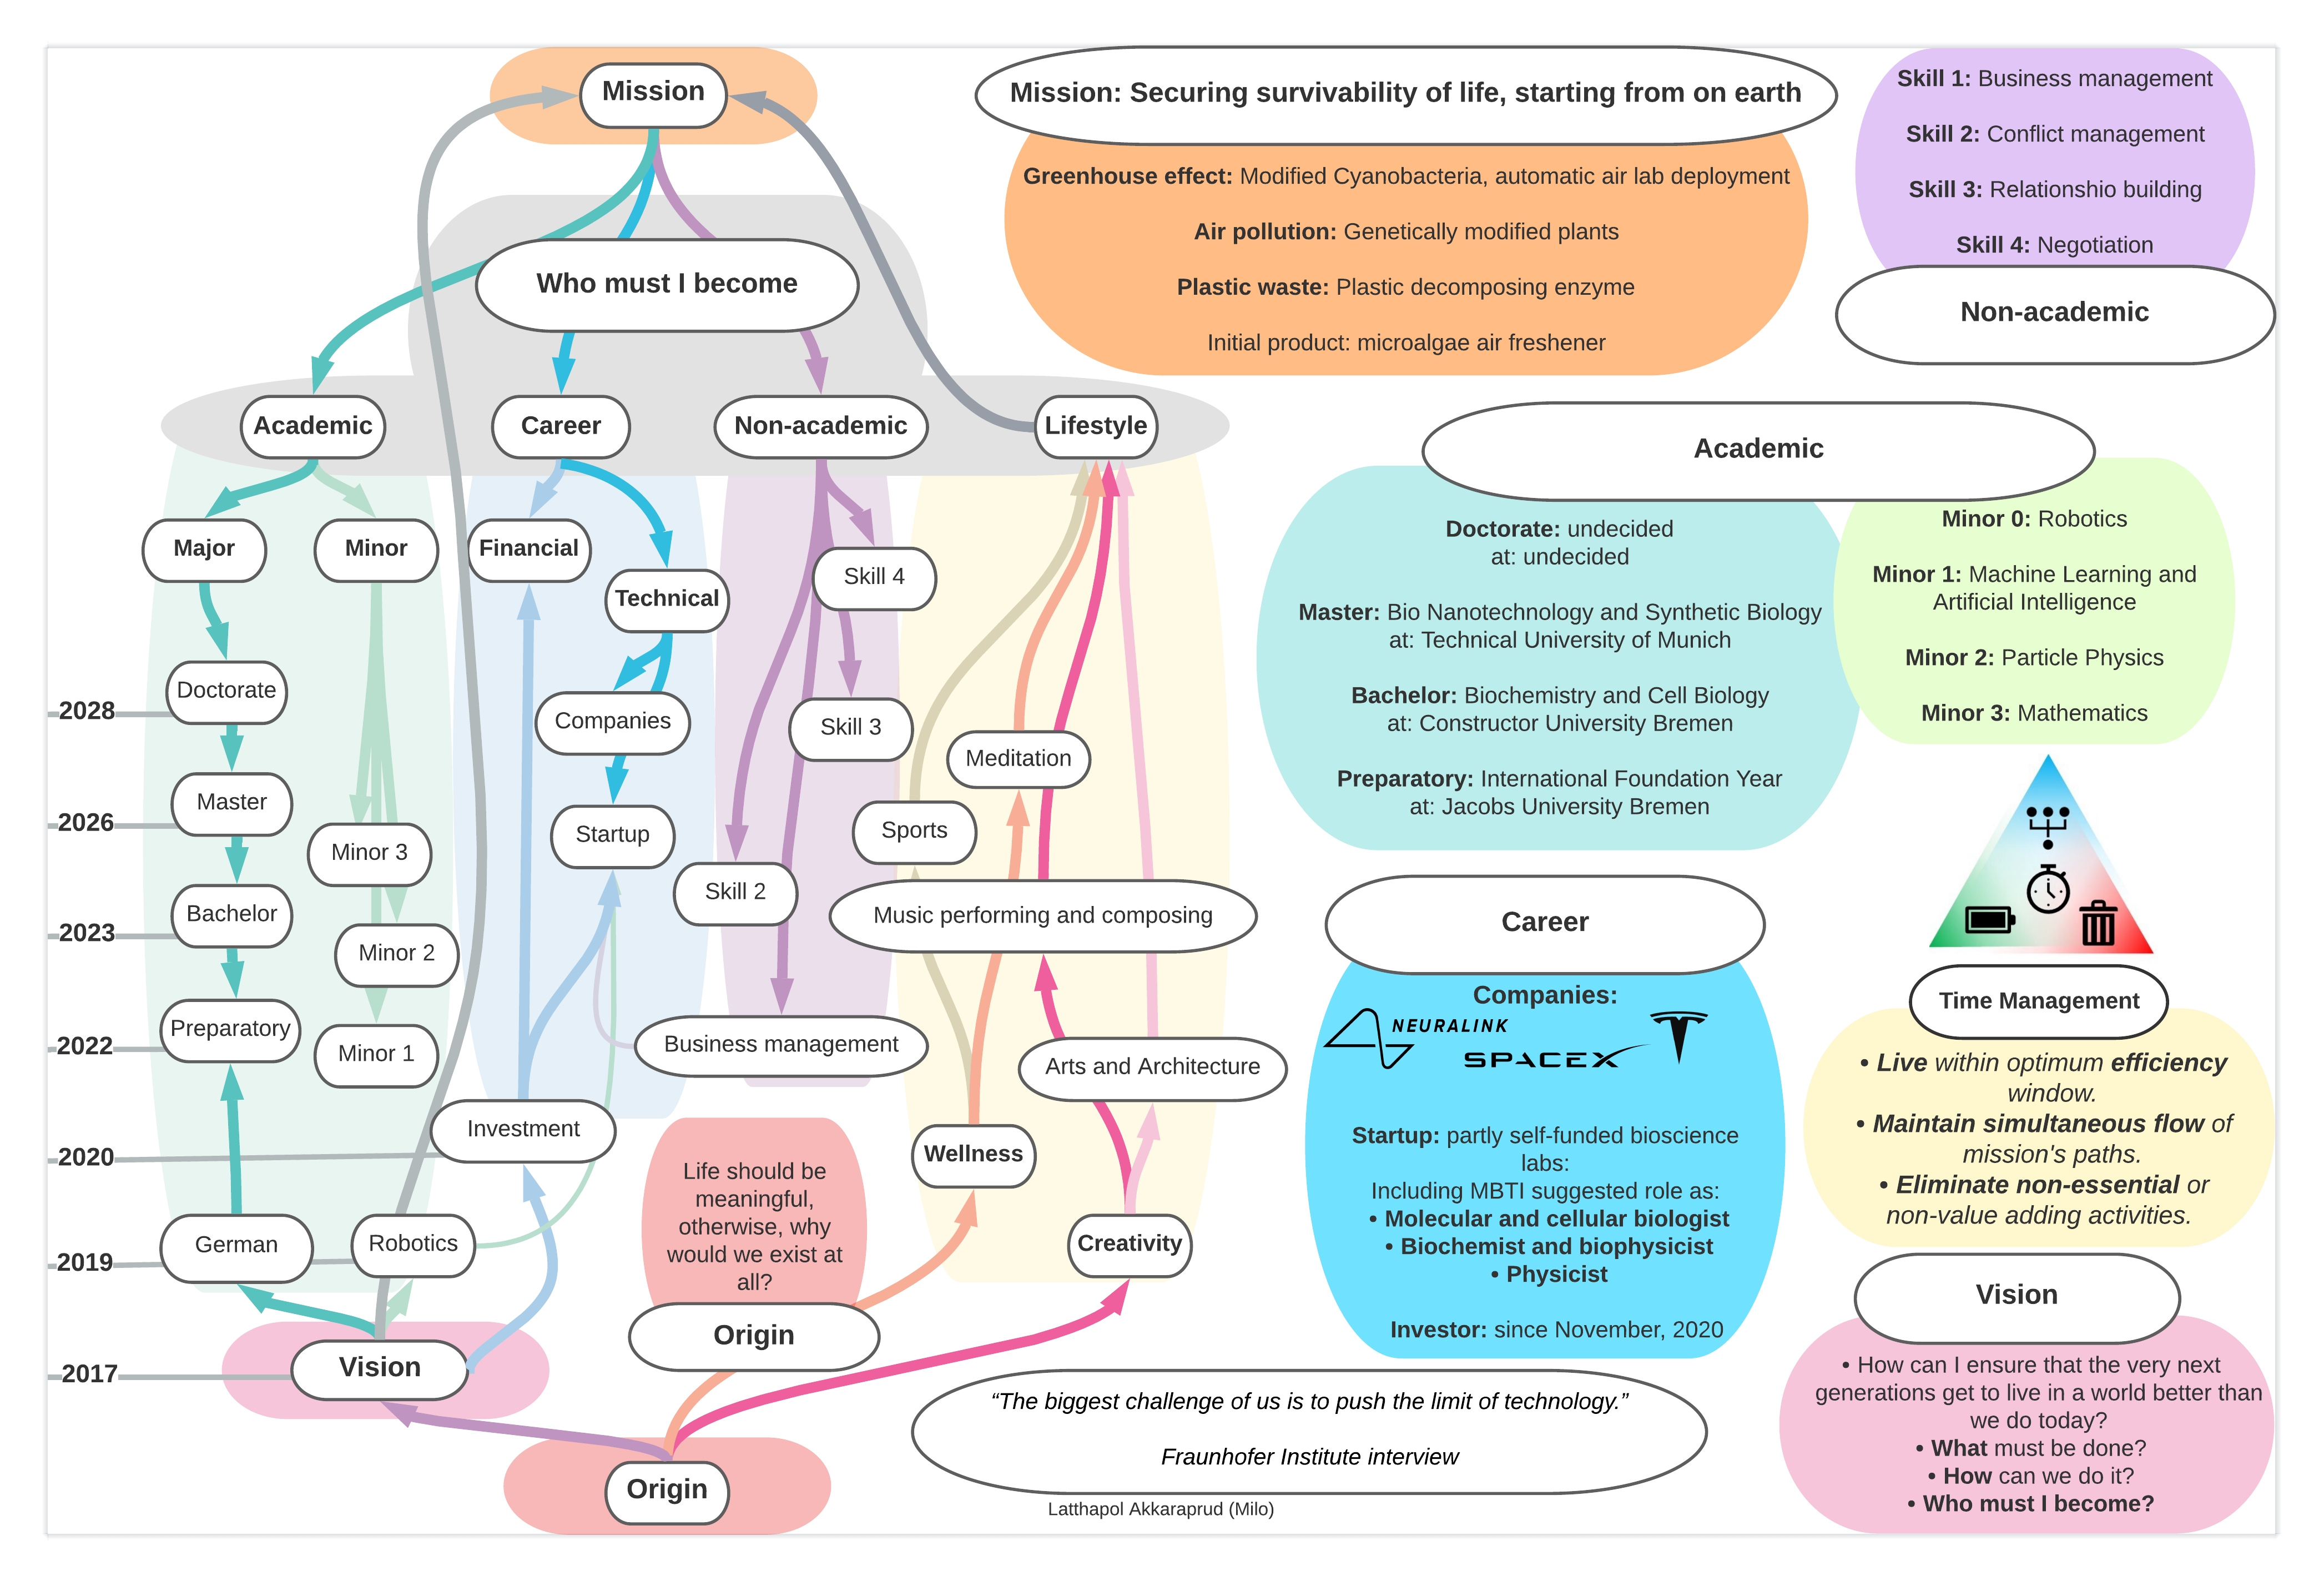 Mission
Who must I become
Academic
Career
Non-academic
Lifestyle
Major
Minor
Financial
Technical
Skill 4
Doctorate
2028
Companies
Skill 3
Meditation
Master
2026
Minor 3
Startup
Sports
Skill 2
Bachelor
2023
Minor 2
Music performing and composing
Preparatory
2022
Minor 1
Business management
Arts and Architecture
Investment
2020
Wellness
German
Robotics
2019
Creativity
Life should be
meaningful,
otherwise, why
would we exist at
all?
Origin
Vision
2017
Origin
Mission: Securing survivability of life, starting from on earth
Greenhouse effect: Modified Cyanobacteria, automatic air lab deployment
Air pollution: Genetically modified plants
Plastic waste: Plastic decomposing enzyme
Initial product: microalgae air freshener
Skill 1: Business management
Skill 2: Conflict management
Skill 3: Relationshio building
Skill 4: Negotiation
Non-academic
Academic
Doctorate: undecided
at: undecided
Master: Bio Nanotechnology and Synthetic Biology
at: Technical University of Munich
Bachelor: Biochemistry and Cell Biology
at: Constructor University Bremen
Preparatory: International Foundation Year
at: Jacobs University Bremen
Minor 0: Robotics
Minor 1: Machine Learning and
Artificial Intelligence
Minor 2: Particle Physics
Minor 3: Mathematics
Career
Companies:
NEURALINK
SPACEX
Startup: partly self-funded bioscience
labs:
Including MBTI suggested role as:
• Molecular and cellular biologist
• Biochemist and biophysicist
• Physicist
Investor: since November, 2020
Time Management
• Live within optimum efficiency
window.
• Maintain simultaneous flow of
mission's paths.
• Eliminate non-essential or
non-value adding activities.
Vision
• How can I ensure that the very next
generations get to live in a world better than
we do today?
• What must be done?
• How can we do it?
• Who must I become?
“The biggest challenge of us is to push the limit of technology.”
Fraunhofer Institute interview
Latthapol Akkaraprud (Milo)